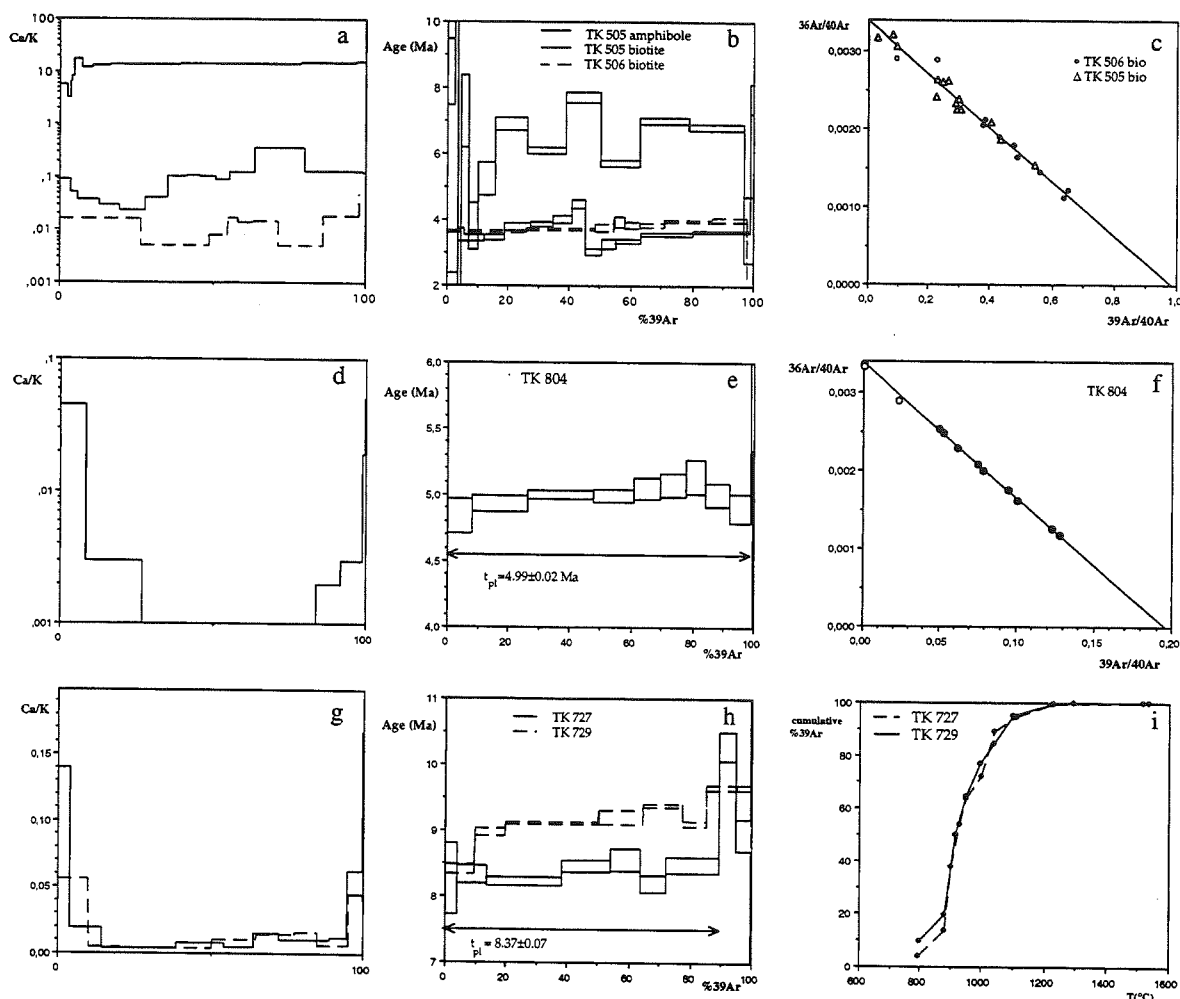 a
Ca/K
100
10
1
,1
,01
,001
0
100
b
Age (Ma)
TK 505 amphibole
TK 505 biotite
TK 506 biotite
10
8
6
4
2
0
20
40
60
80
100
%39Ar
c
36Ar/40Ar
TK 506 bio
TK 505 bio
0,0030
0,0020
0,0010
0,0000
0,0
0,2
0,4
0,6
0,8
1,0
39Ar/40Ar
d
Ca/K
,1
,01
,001
0
100
e
Age (Ma)
TK 804
6,0
5,5
5,0
4,5
4,0
tpl=4.99±0.02 Ma
0
20
40
60
80
100
%39Ar
f
36Ar/40Ar
TK 804
0,003
0,002
0,001
0,000
0,00
0,05
0,10
0,15
0,20
39Ar/40Ar
g
Ca/K
0,15
0,10
0,05
0,00
0
100
h
Age (Ma)
TK 727
TK 729
11
10
9
8
7
tpl = 8.37±0.07
0
20
40
60
80
100
%39Ar
i
cumulative
%39Ar
TK 727
TK 729
100
80
60
40
20
0
600
800
1000
1200
1400
1600
T(°C)